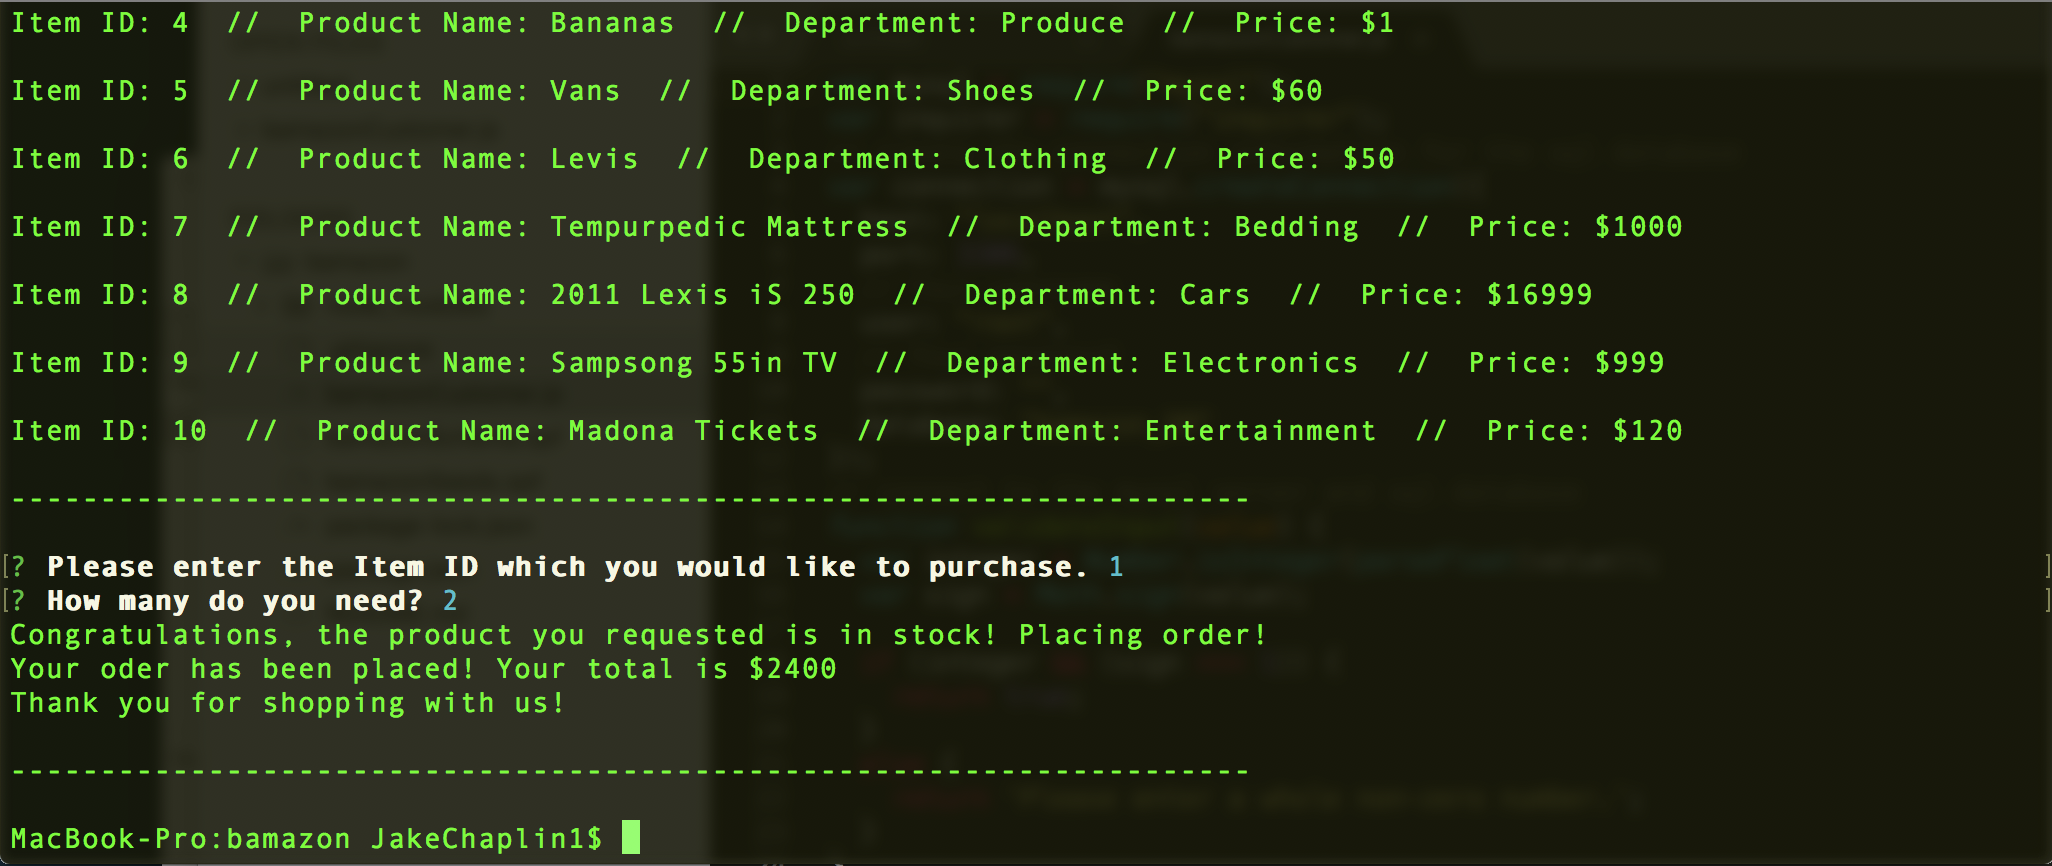 Item ID: 4  //  Product Name: Bananas  //  Department: Produce  //  Price: $1
Item ID: 5  //  Product Name: Vans  //  Department: Shoes  //  Price: $60
Item ID: 6  //  Product Name: Levis  //  Department: Clothing  //  Price: $50
Item ID: 7  //  Product Name: Tempurpedic Mattress  //  Department: Bedding  //  Price: $1000
Item ID: 8  //  Product Name: 2011 Lexis iS 250  //  Department: Cars  //  Price: $16999
Item ID: 9  //  Product Name: Sampsong 55in TV  //  Department: Electronics  //  Price: $999
Item ID: 10  //  Product Name: Madona Tickets  //  Department: Entertainment  //  Price: $120
---------------------------------------------------------------------
[? Please enter the Item ID which you would like to purchase. 1 ]
[? How many do you need? 2 ]
Congratulations, the product you requested is in stock! Placing order!
Your oder has been placed! Your total is $2400
Thank you for shopping with us!
---------------------------------------------------------------------
MacBook-Pro:bamazon JakeChaplin1$